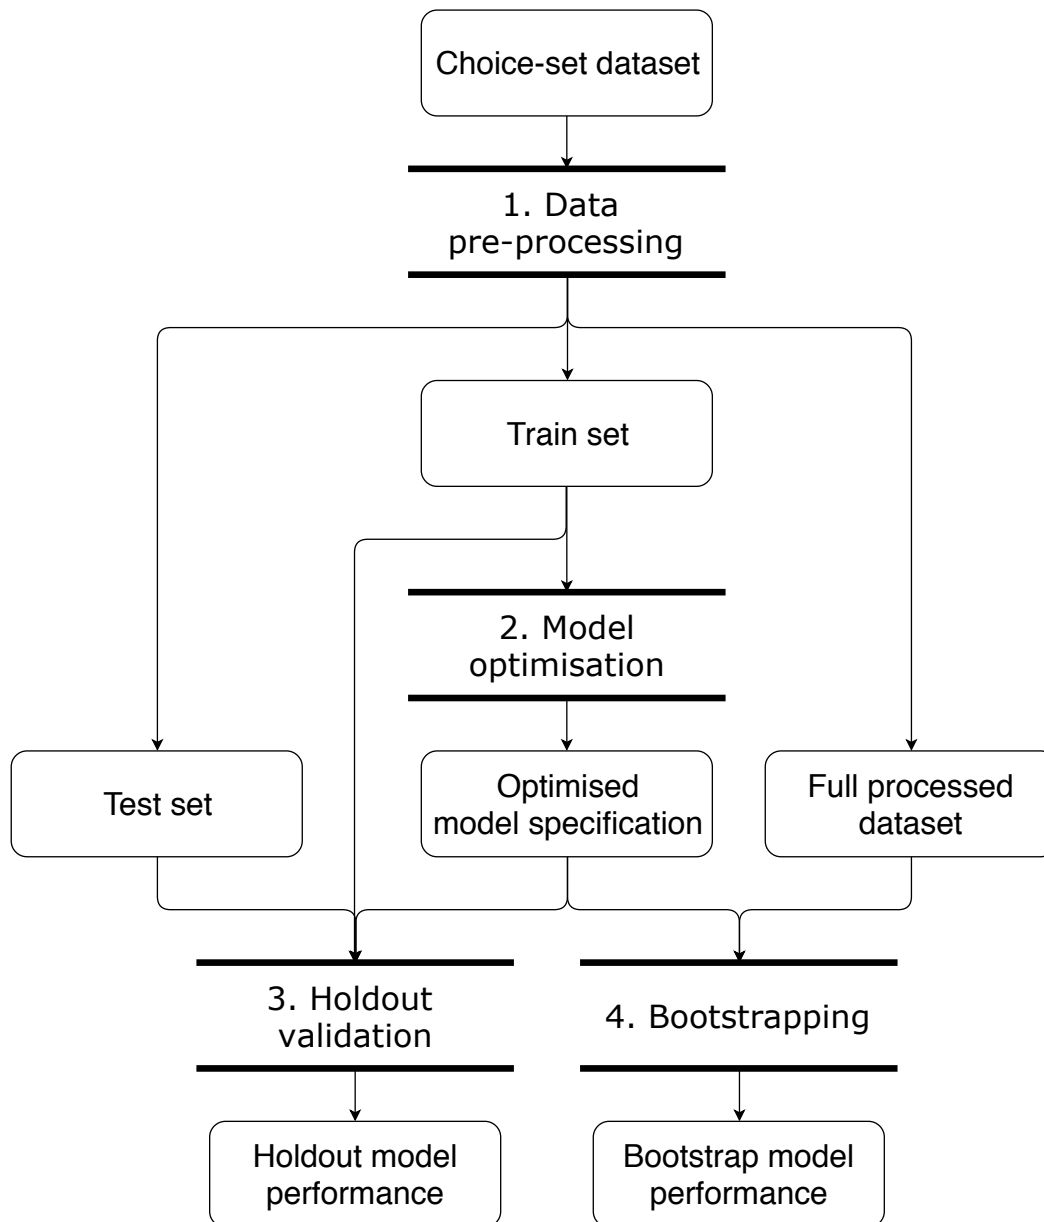 Choice-set dataset
1. Data
pre-processing
Train set
2. Model
optimisation
Test set
Optimised
model specification
Full processed
dataset
3. Holdout
validation
4. Bootstrapping
Holdout model
performance
Bootstrap model
performance